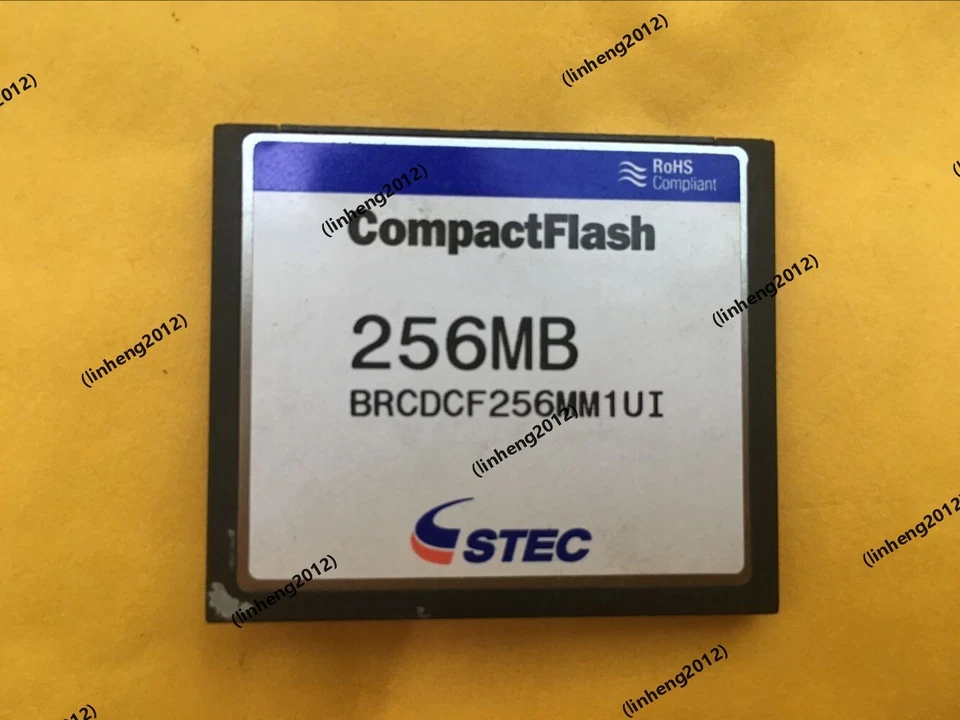 (linheng2012)
RoHS
Compliant
(linheng2012)
CompactFlash
(linheng2012)
(linheng2012)
256MB
BRCDCF256MM1UI
(linheng2012)
STEC
(linheng2012)
(linheng2012)
(linheng2012)